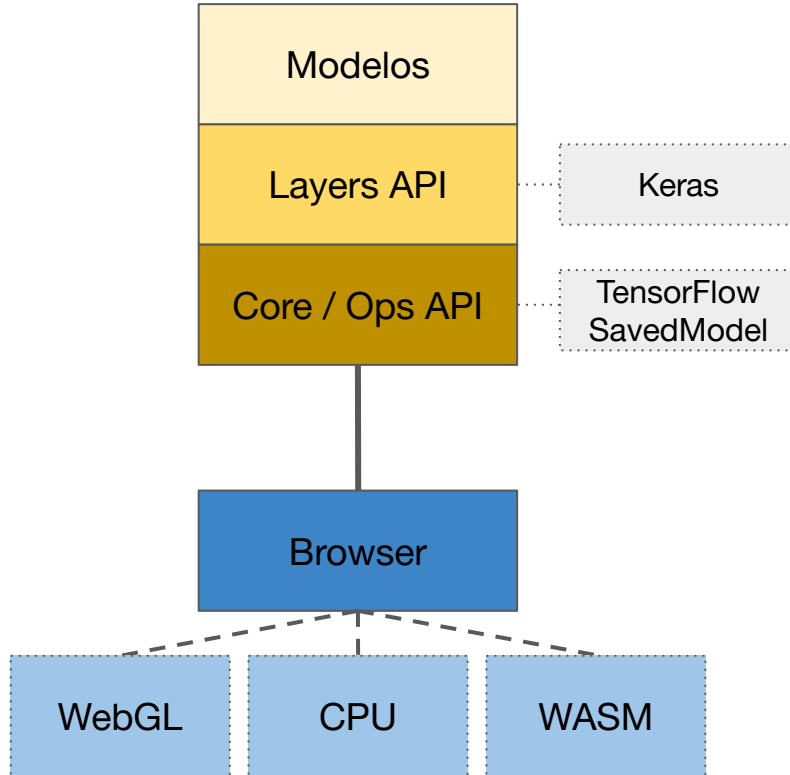 Modelos
Layers API
Keras
Core / Ops API
TensorFlow
SavedModel
Browser
WebGL
CPU
WASM